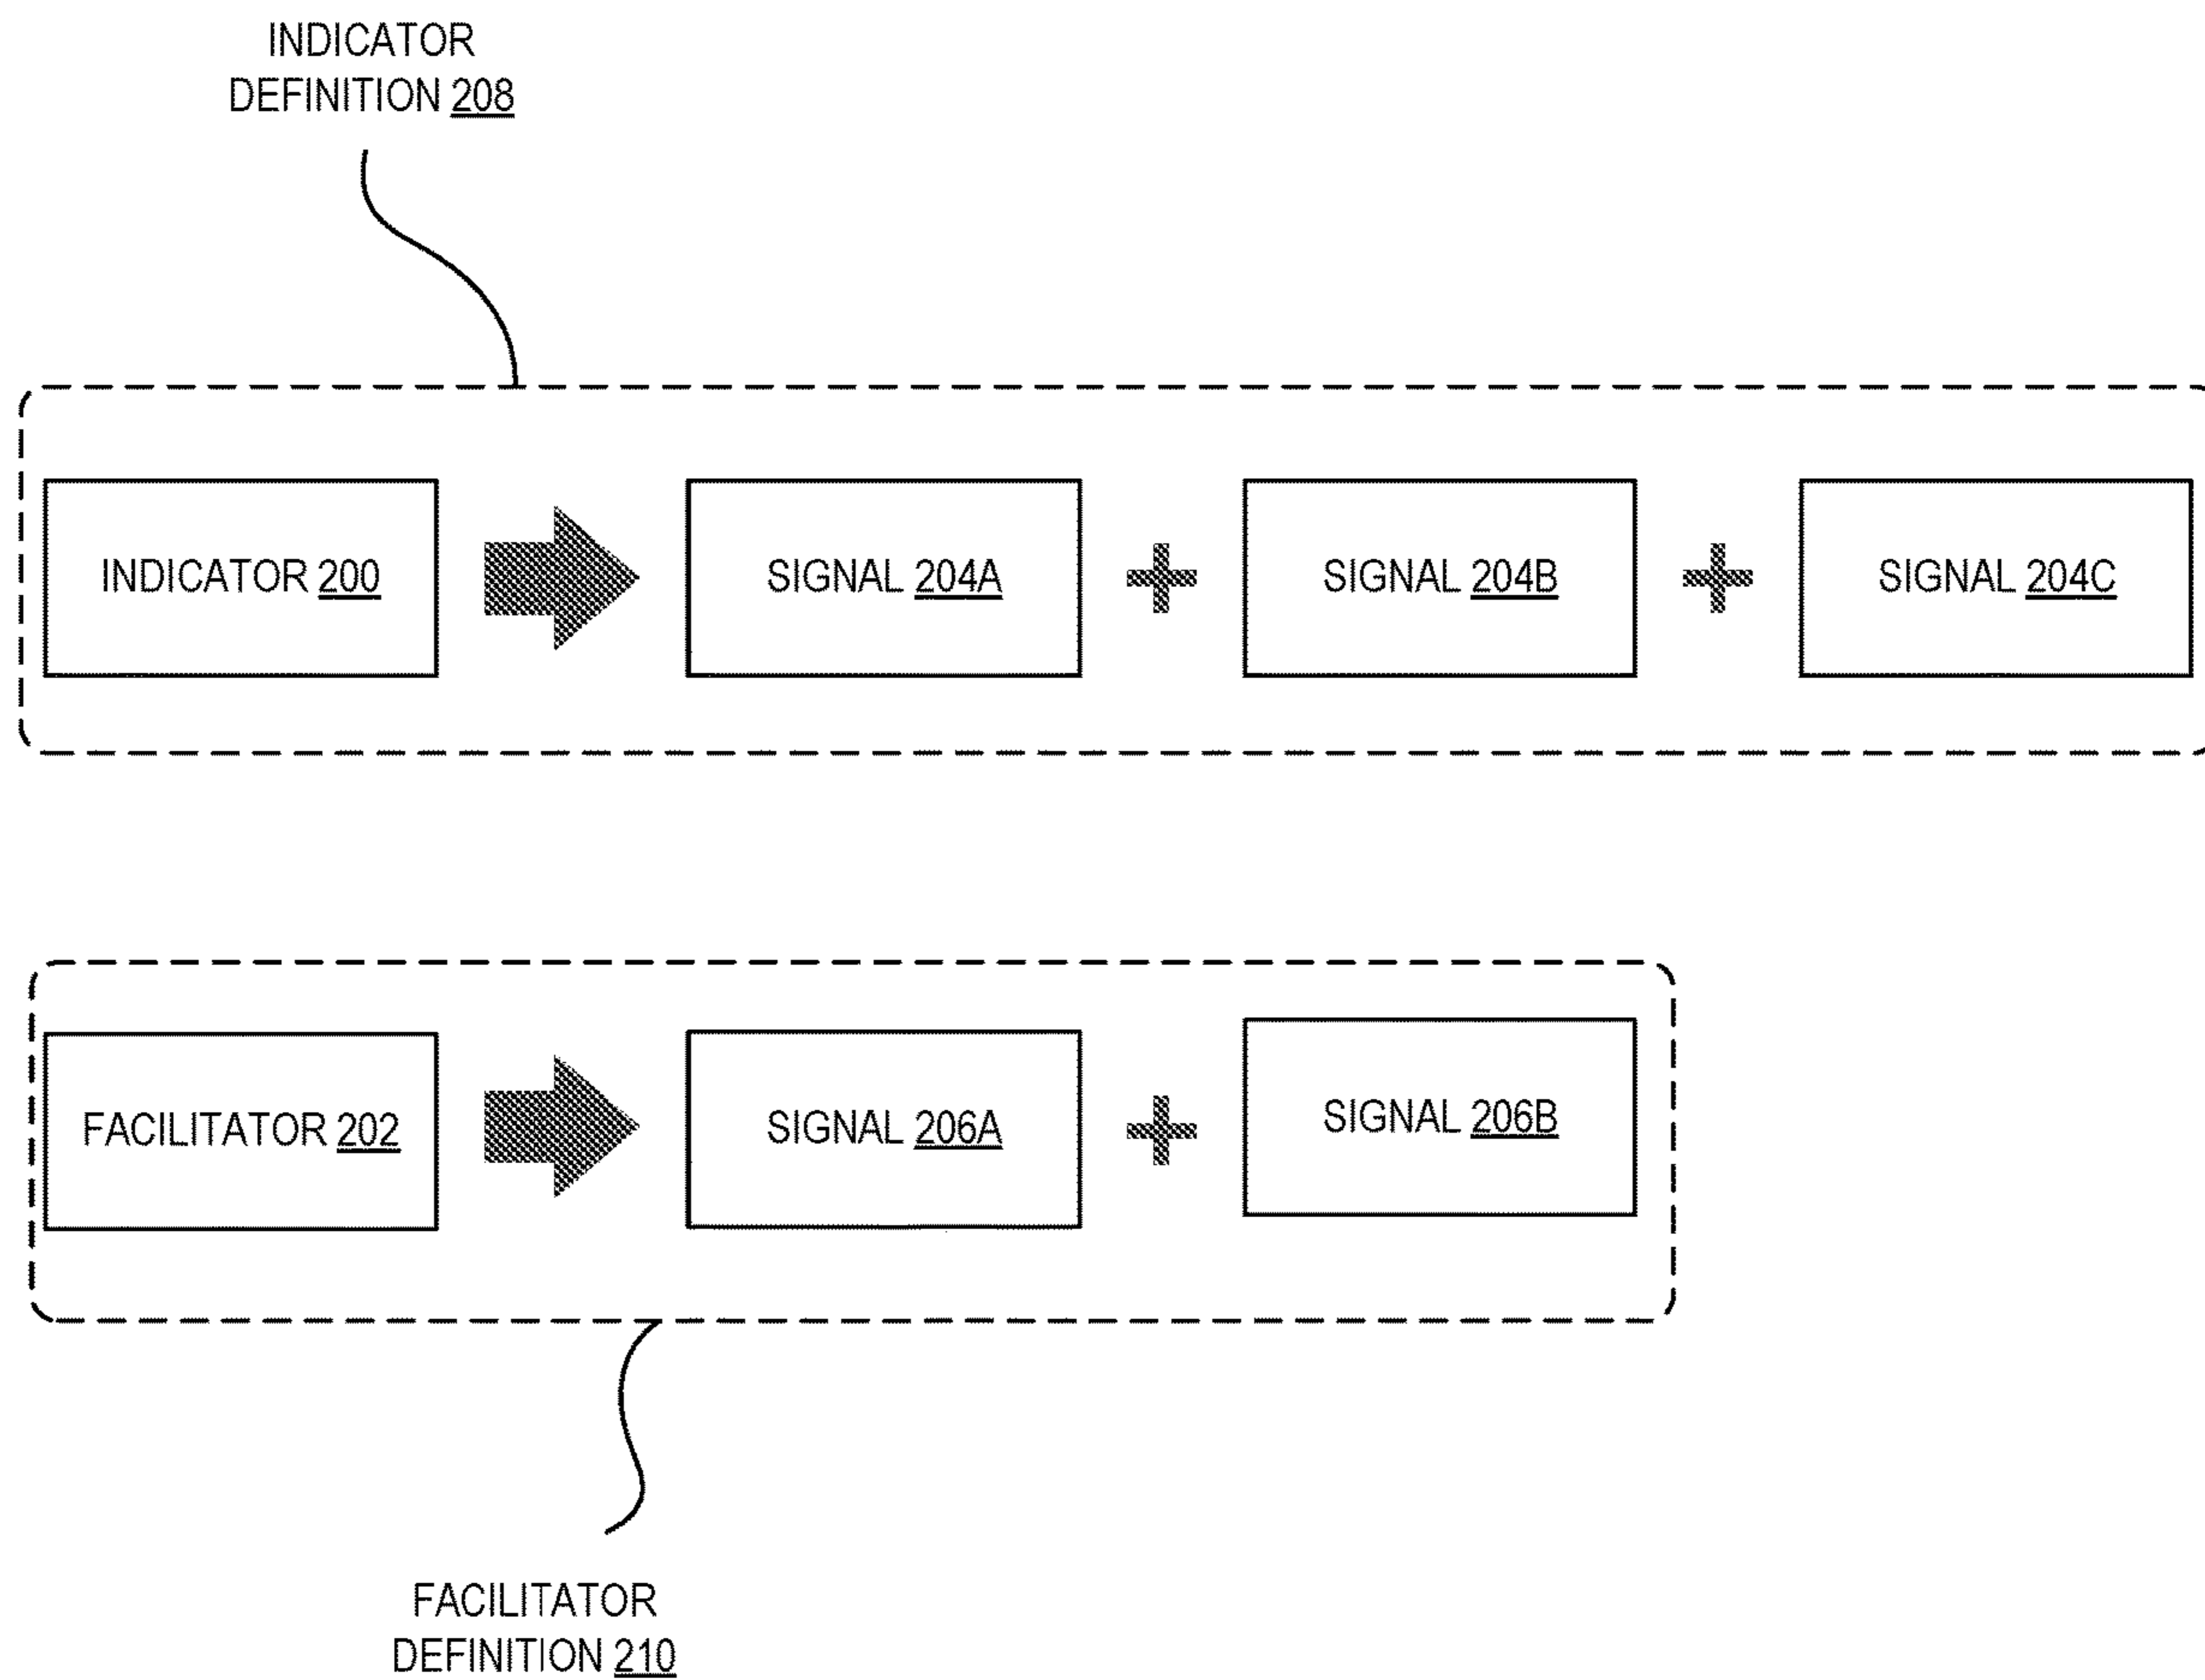 INDICATOR
DEFINITION 208
INDICATOR 200
SIGNAL 204A
+
SIGNAL 204B
+
SIGNAL 204C
FACILITATOR 202
SIGNAL 206A
+
SIGNAL 206B
FACILITATOR
DEFINITION 210